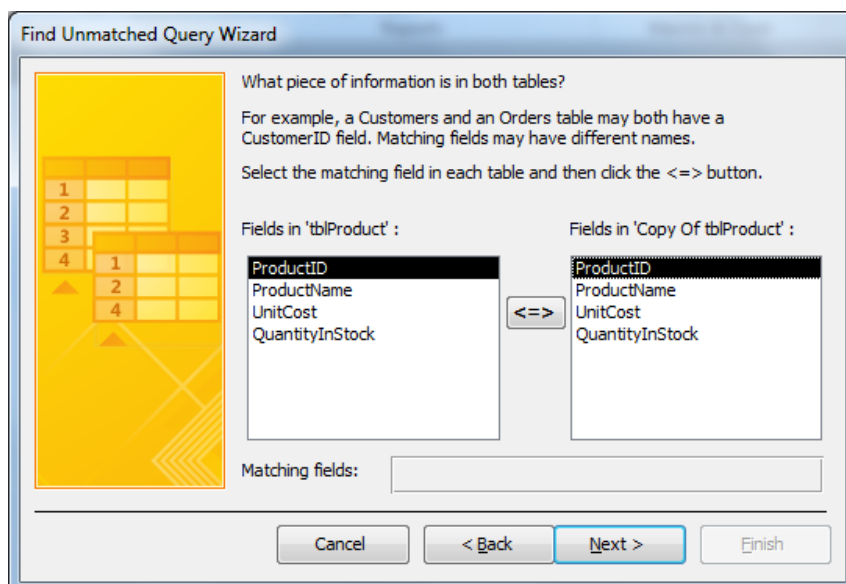 Find Unmatched Query Wizard
What piece of information is in both tables?
For example, a Customers and an Orders table may both have a
CustomerID field. Matching fields may have different names.
Select the matching field in each table and then click the <=> button.
1
2
3
4
1
2
4
Fields in 'tblProduct' :
ProductID
ProductName
UnitCost
QuantityInStock
<=>
Fields in 'Copy Of tblProduct' :
ProductID
ProductName
UnitCost
QuantityInStock
Matching fields:
Cancel
< Back
Next >
Finish